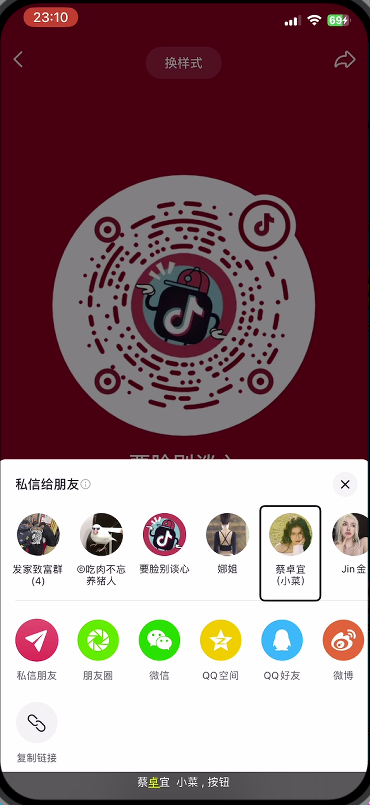 23:10
69
换样式
要脸别谈心
私信给朋友
发家致富群
(4)
©吃肉不忘
养猪人
要脸别谈心
娜姐
蔡卓宜
(小菜)
Jin金
私信朋友
朋友圈
微信
QQ空间
QQ好友
微博
复制链接
蔡卓宜 小菜 , 按钮